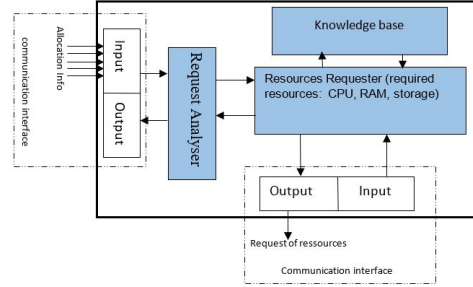 communication interface
Allocation Info
Input
Output
Request Analyser
Knowledge base
Resources Requester (required
resources: CPU, RAM, storage)
Output
Input
Request of ressources
Communication interface